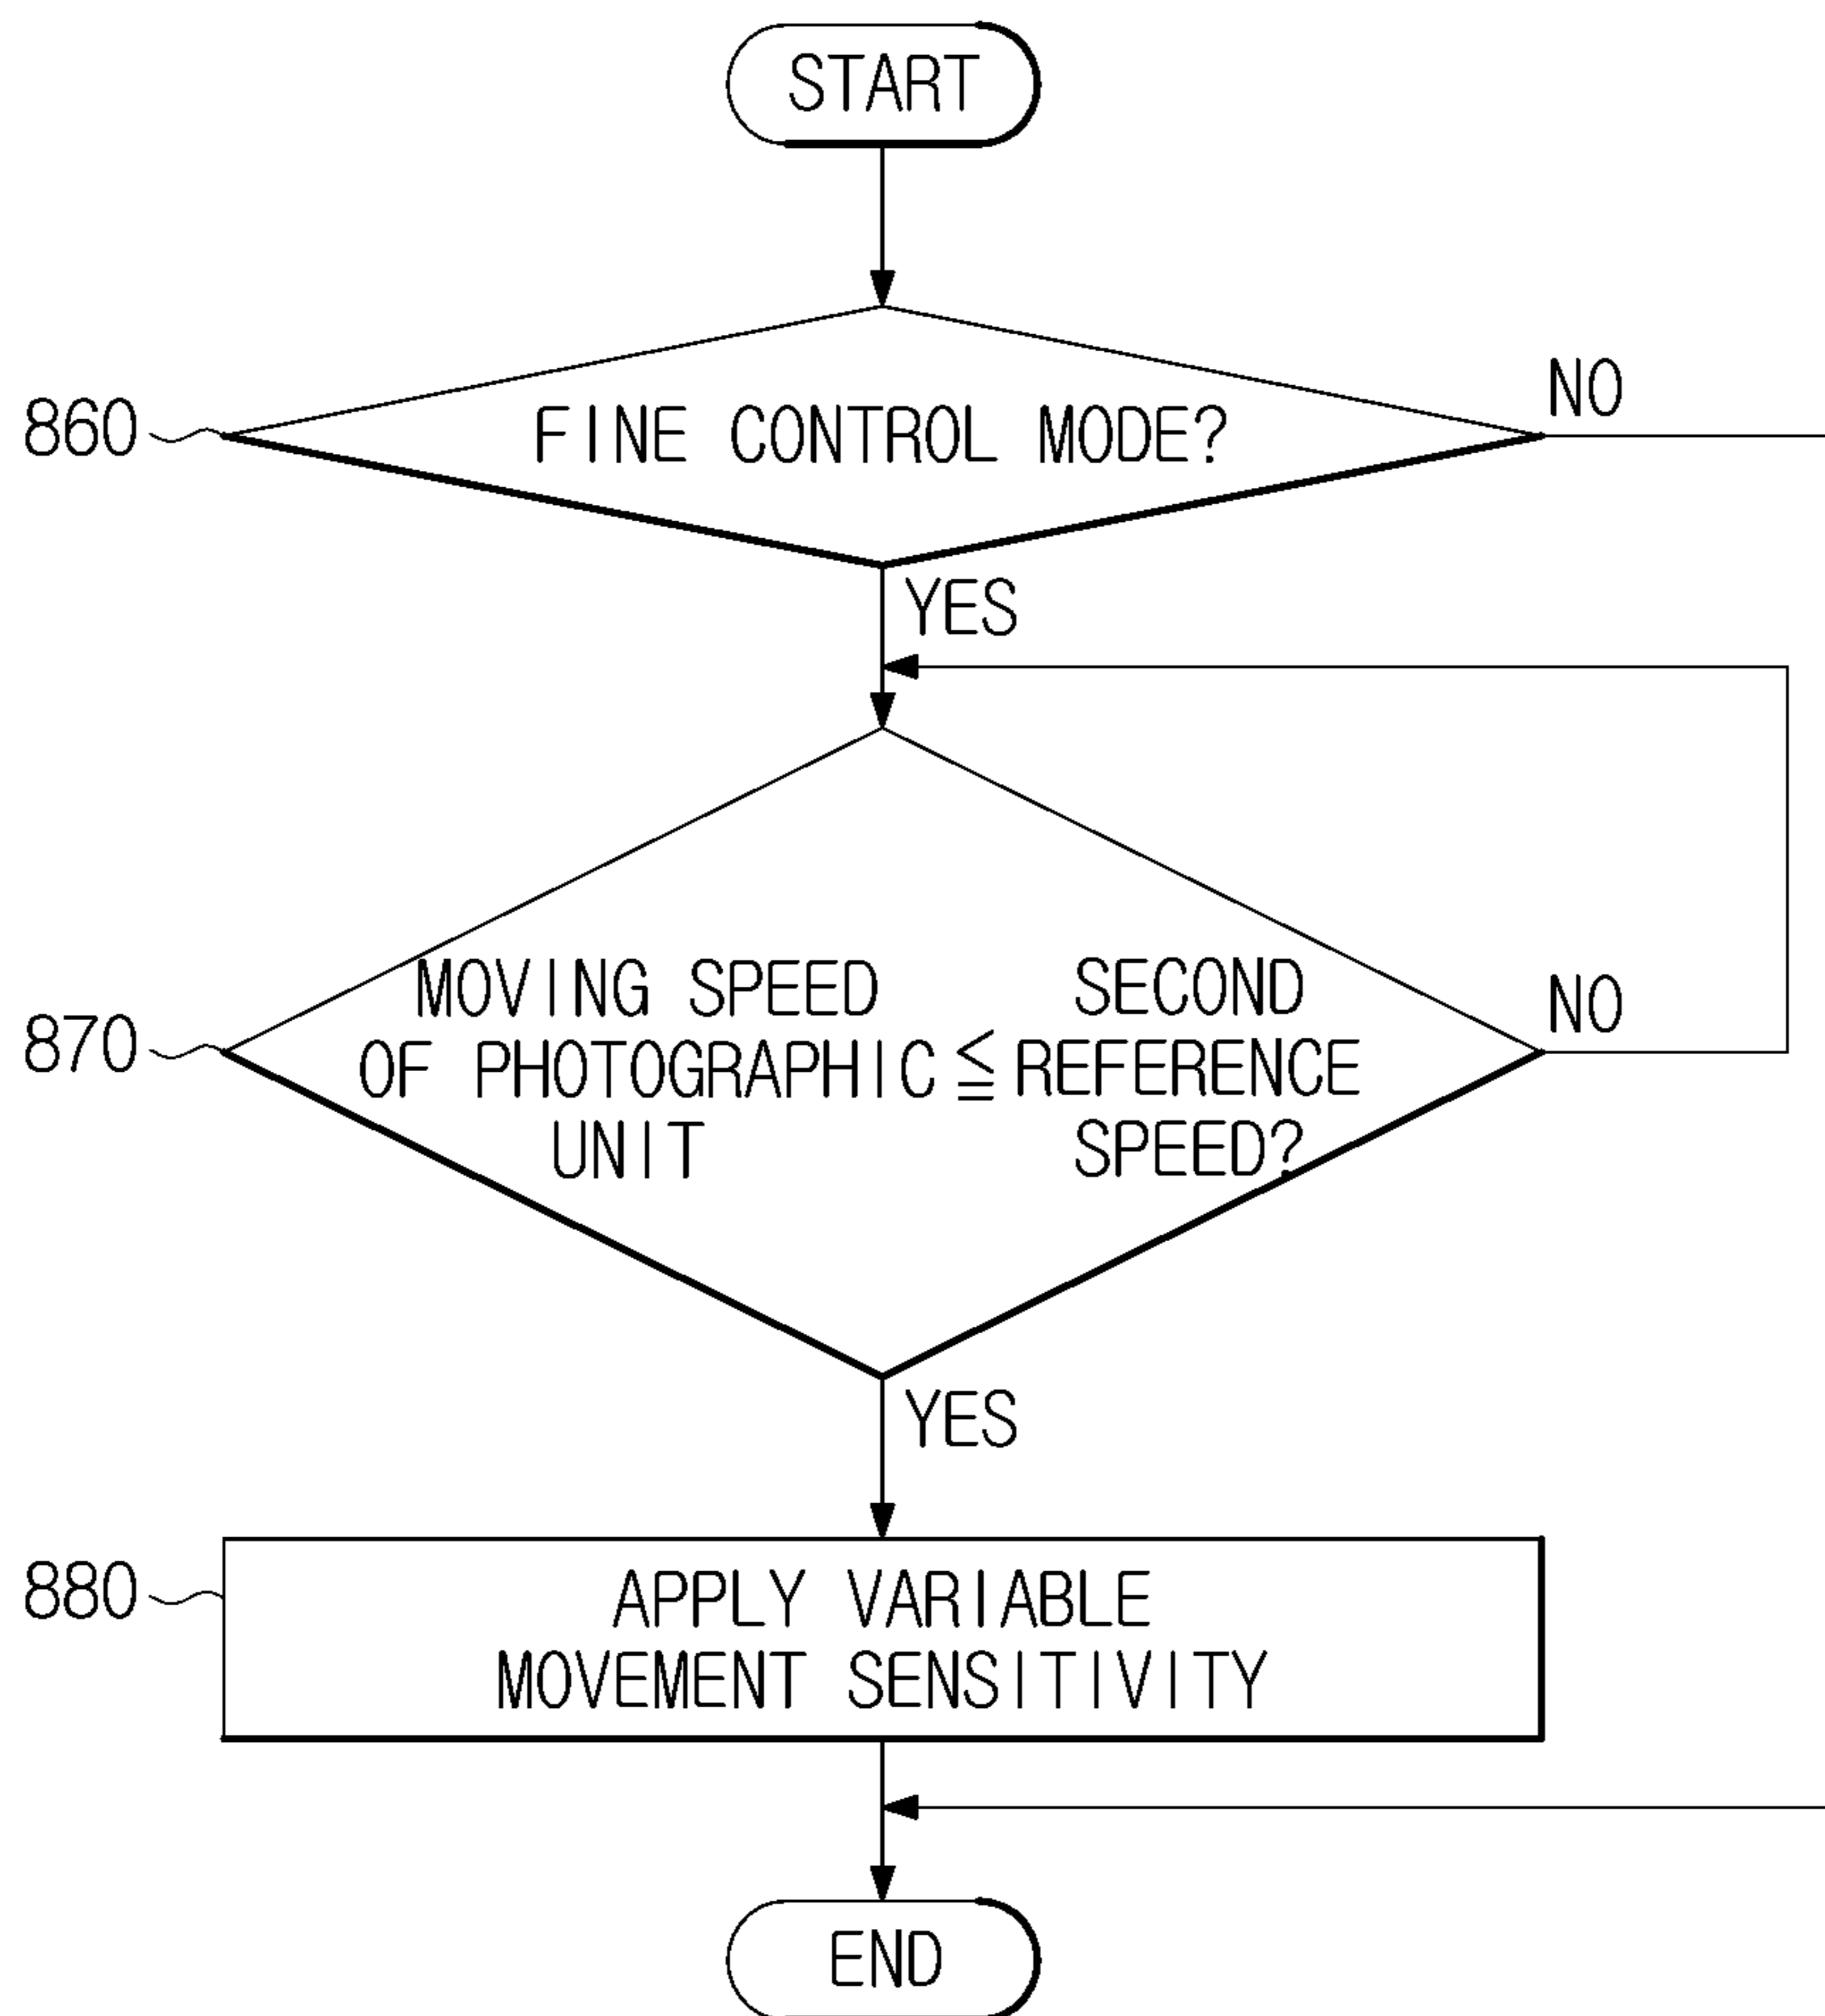 START
860
FINE CONTROL MODE?
NO
YES
870
MOVING SPEED
OF PHOTOGRAPHIC
UNIT
≦
SECOND
REFERENCE
SPEED?
NO
YES
880
APPLY VARIABLE
MOVEMENT SENSITIVITY
END